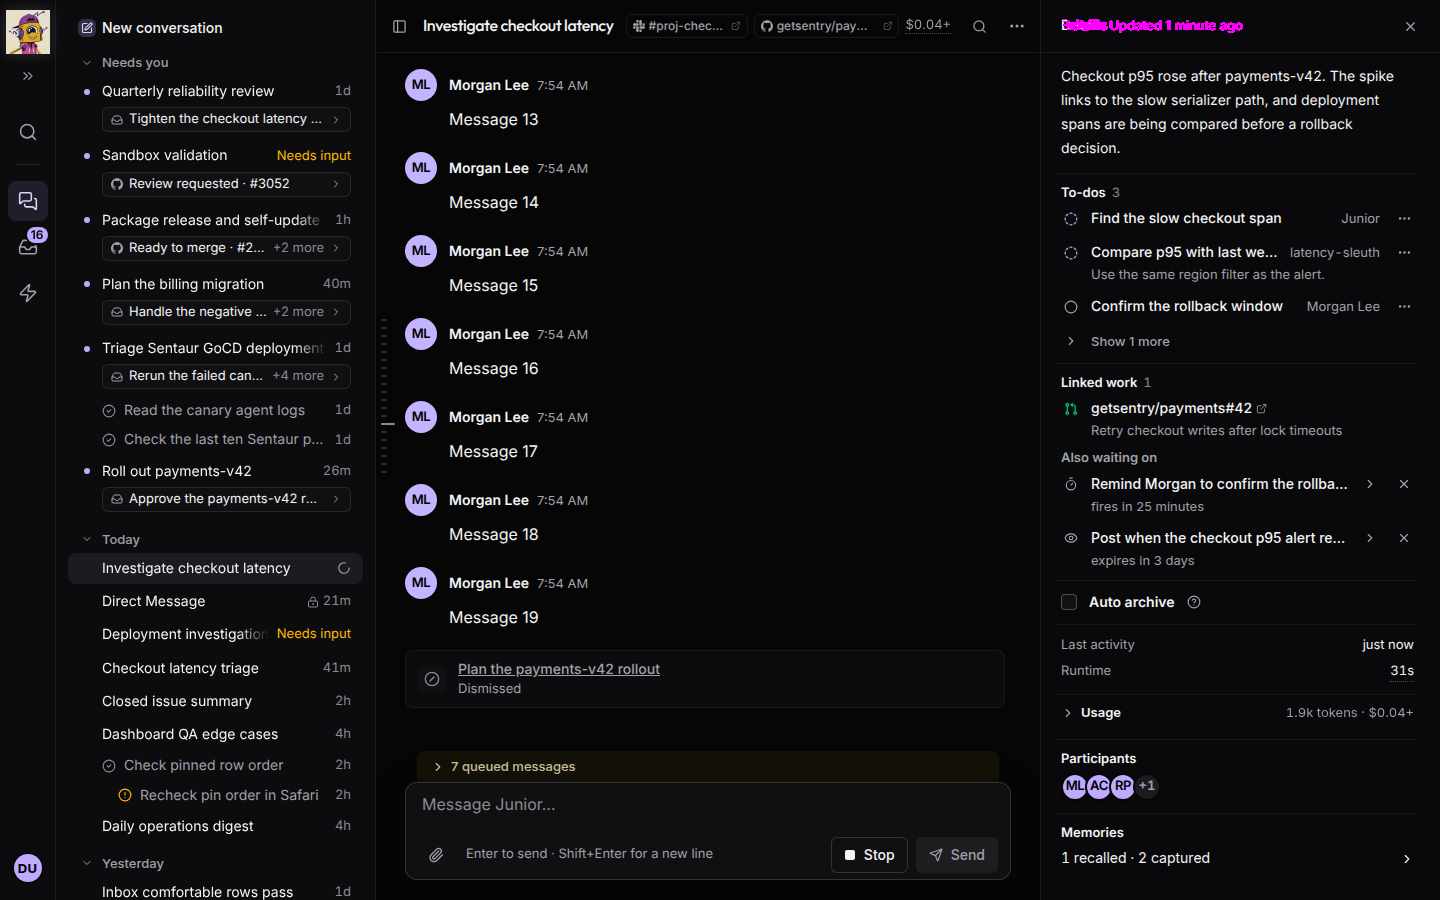 New conversation
Needs you
Quarterly reliability review 1d
Tighten the checkout latency ...
Sandbox validation Needs input
Review requested · #3052
Package release and self-update 1h
Ready to merge · #2... +2 more
Plan the billing migration 40m
Handle the negative ... +2 more
Triage Sentaur GoCD deployment 1d
Rerun the failed can... +4 more
Read the canary agent logs 1d
Check the last ten Sentaur p... 1d
Roll out payments-v42 26m
Approve the payments-v42 r...
Today
Investigate checkout latency
Direct Message 21m
Deployment investigation Needs input
Checkout latency triage 41m
Closed issue summary 2h
Dashboard QA edge cases 4h
Check pinned row order 2h
Recheck pin order in Safari 2h
Daily operations digest 4h
Yesterday
Inbox comfortable rows pass 1d
16
DU
Investigate checkout latency #proj-chec... getsentry/pay... $0.04+
ML Morgan Lee 7:54 AM
Message 13
ML Morgan Lee 7:54 AM
Message 14
ML Morgan Lee 7:54 AM
Message 15
ML Morgan Lee 7:54 AM
Message 16
ML Morgan Lee 7:54 AM
Message 17
ML Morgan Lee 7:54 AM
Message 18
ML Morgan Lee 7:54 AM
Message 19
Plan the payments-v42 rollout
Dismissed
7 queued messages
Message Junior...
Enter to send · Shift+Enter for a new line
Stop
Send
Updated 1 minute ago
Checkout p95 rose after payments-v42. The spike
links to the slow serializer path, and deployment
spans are being compared before a rollback
decision.
To-dos 3
Find the slow checkout span Junior
Compare p95 with last we... latency-sleuth
Use the same region filter as the alert.
Confirm the rollback window Morgan Lee
Show 1 more
Linked work 1
getsentry/payments#42
Retry checkout writes after lock timeouts
Also waiting on
Remind Morgan to confirm the rollba...
fires in 25 minutes
Post when the checkout p95 alert re...
expires in 3 days
Auto archive
Last activity just now
Runtime 31s
Usage 1.9k tokens · $0.04+
Participants
ML AC RP +1
Memories
1 recalled · 2 captured